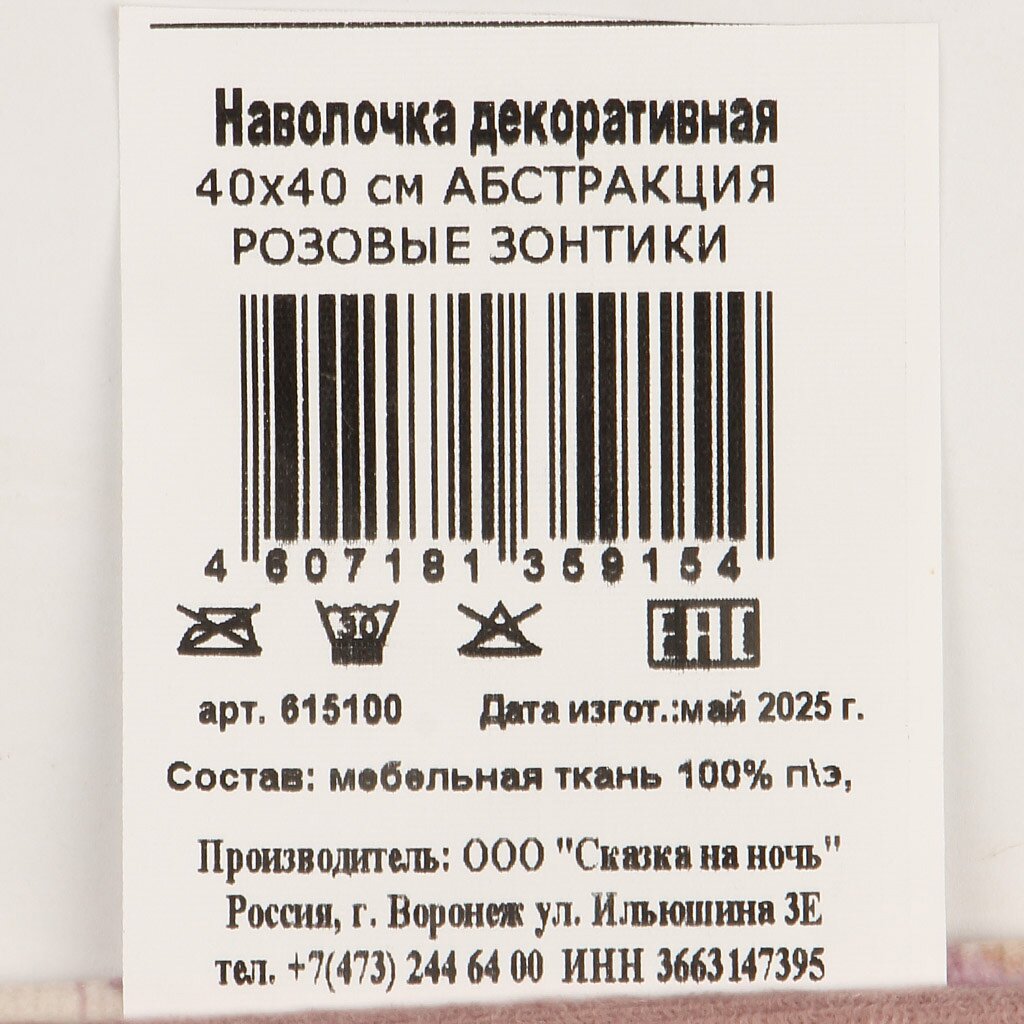 Наволочка декоративная
40х40 см АБСТРАКЦИЯ
РОЗОВЫЕ ЗОНТИКИ
4 607181 359154
30 EAC
арт. 615100 Дата изгот.:май 2025 г.
Состав: мебельная ткань 100% п\э,
Производитель: ООО "Сказка на ночь"
Россия, г. Воронеж ул. Ильюшина 3Е
тел. +7(473) 244 64 00 ИНН 3663147395